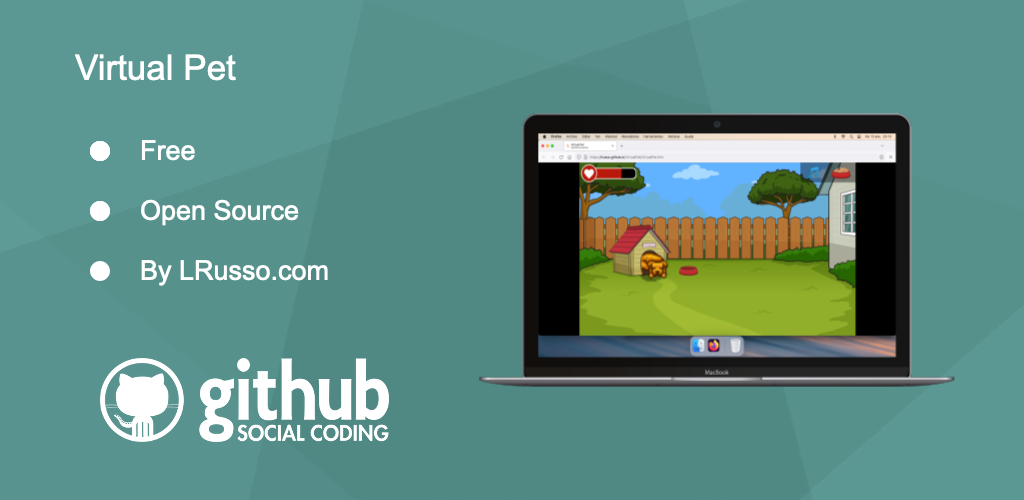 Virtual Pet
Free
Open Source
By LRusso.com
github
SOCIAL CODING
MacBook